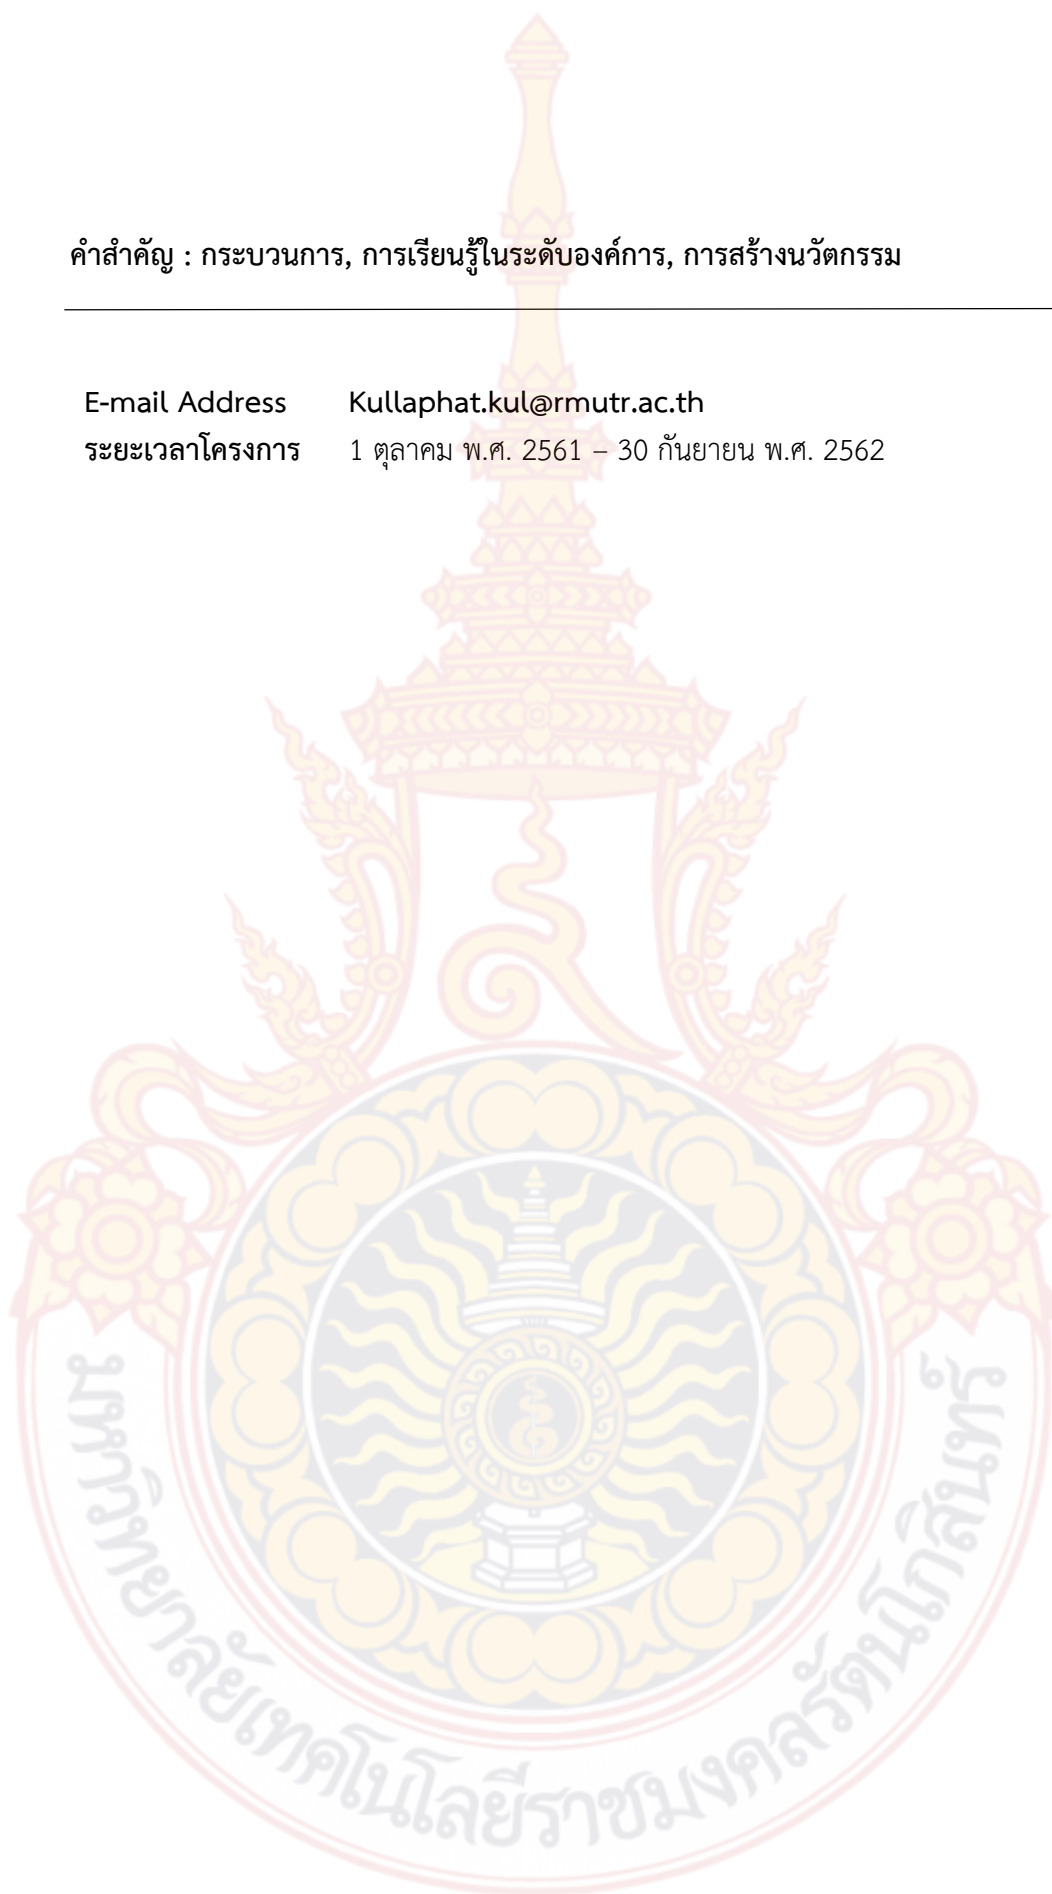 คำสำคัญ : กระบวนการ, การเรียนรู้ในระดับองค์การ, การสร้างนวัตกรรม
E-mail Address Kullaphat.kul@rmutr.ac.th
ระยะเวลาโครงการ 1 ตุลาคม พ.ศ. 2561 – 30 กันยายน พ.ศ. 2562
มหาวิทยาลัยเทคโนโลยีราชมงคลรัตนโกสินทร์